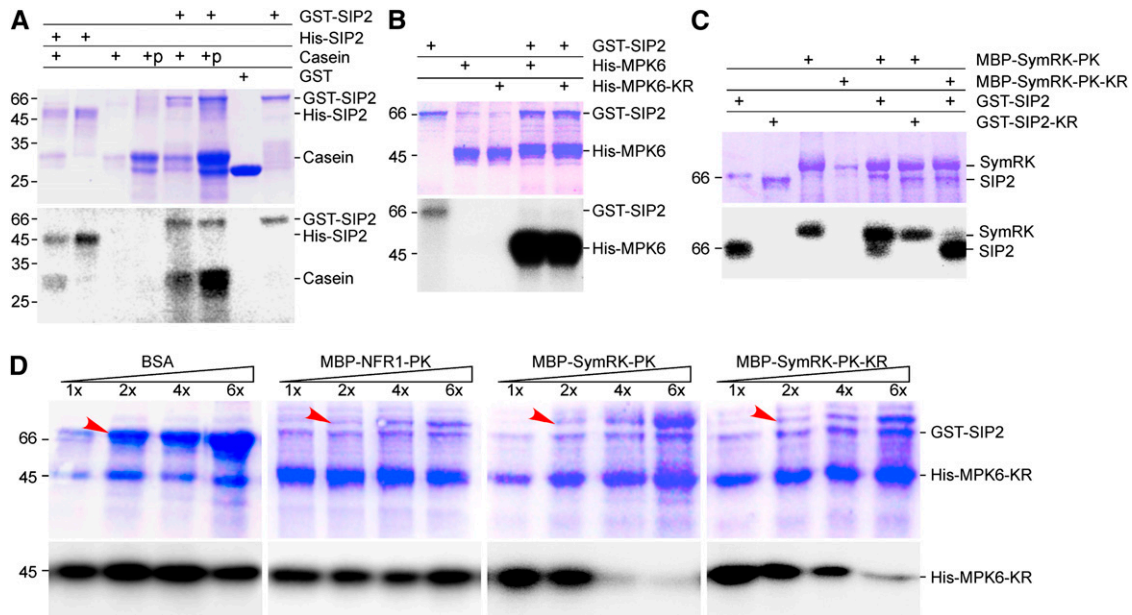 A
+ + + GST-SIP2
+ + His-SIP2
+ + +p + +p Casein
+ GST
66 GST-SIP2
His-SIP2
45
35
Casein
25
66 GST-SIP2
45 His-SIP2
35
Casein
25
B
+ + + GST-SIP2
+ + His-MPK6
+ + His-MPK6-KR
66 GST-SIP2
45 His-MPK6
66 GST-SIP2
45 His-MPK6
C
+ + + MBP-SymRK-PK
+ + MBP-SymRK-PK-KR
+ + + GST-SIP2
+ + GST-SIP2-KR
SymRK
66 SIP2
SymRK
66 SIP2
D
BSA MBP-NFR1-PK MBP-SymRK-PK MBP-SymRK-PK-KR
1x 2x 4x 6x 1x 2x 4x 6x 1x 2x 4x 6x 1x 2x 4x 6x
66 GST-SIP2
45 His-MPK6-KR
45 His-MPK6-KR